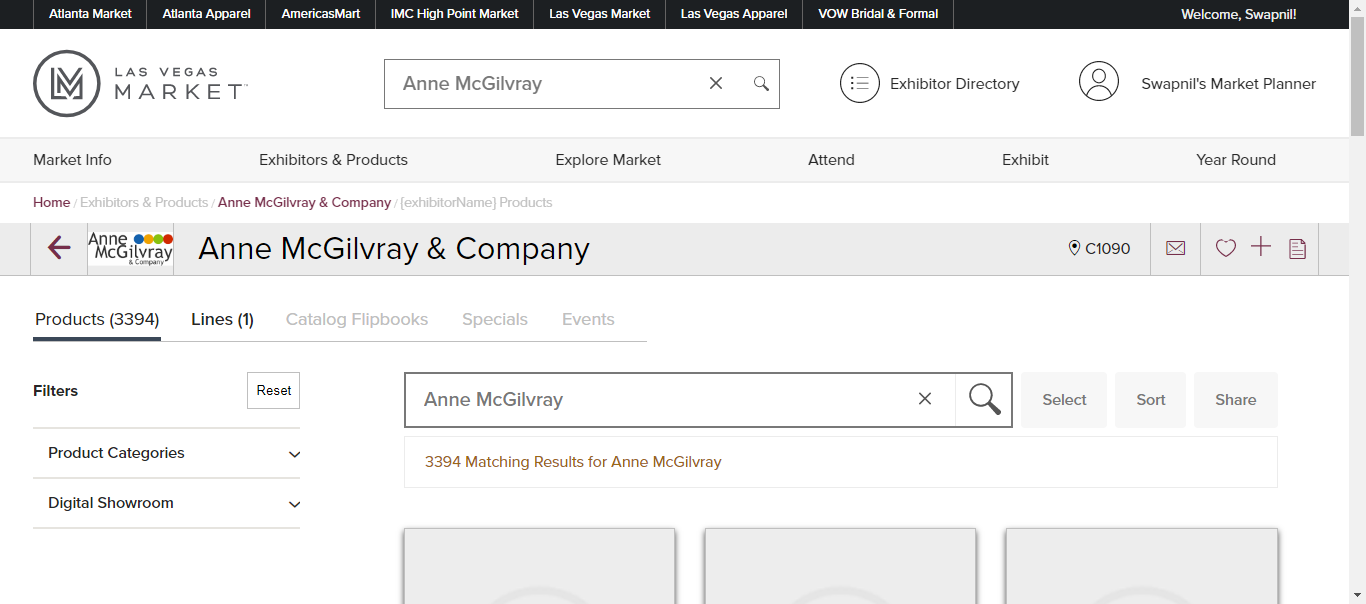 Atlanta Market Atlanta Apparel AmericasMart IMC High Point Market Las Vegas Market Las Vegas Apparel VOW Bridal & Formal Welcome, Swapnil!
LAS VEGAS
MARKET
Anne McGilvray
Exhibitor Directory
Swapnil's Market Planner
Market Info Exhibitors & Products Explore Market Attend Exhibit Year Round
Home / Exhibitors & Products / Anne McGilvray & Company / {exhibitorName} Products
Anne
McGilvray
& Company
Anne McGilvray & Company
C1090
Products (3394) Lines (1) Catalog Flipbooks Specials Events
Filters Reset
Product Categories
Digital Showroom
Anne McGilvray
Select Sort Share
3394 Matching Results for Anne McGilvray